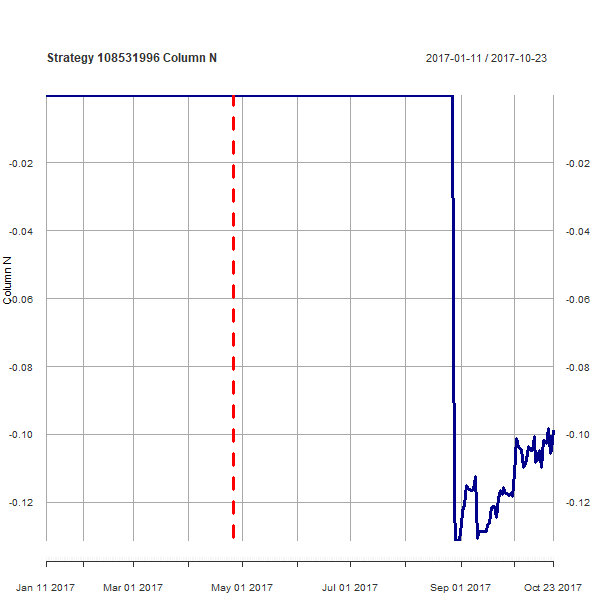 Strategy 108531996 Column N
2017-01-11 / 2017-10-23
-0.02 -0.02
-0.04 -0.04
Column N
-0.06 -0.06
-0.08 -0.08
-0.10 -0.10
-0.12 -0.12
Jan 11 2017 Mar 01 2017 May 01 2017 Jul 01 2017 Sep 01 2017 Oct 23 2017